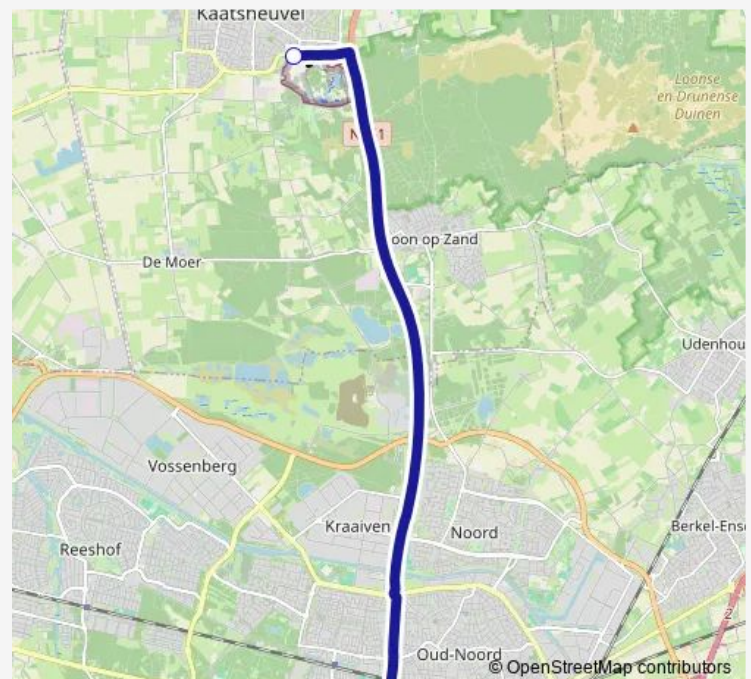 Kaatsheuvel
Loonse
en Drunense
Duinen
oon op Zand
De Moer
Udenhou
Vossenberg
Kraaiven
Noord
Berkel-Ens
Reeshof
2
Oud-Noord
© OpenStreetMap contributors